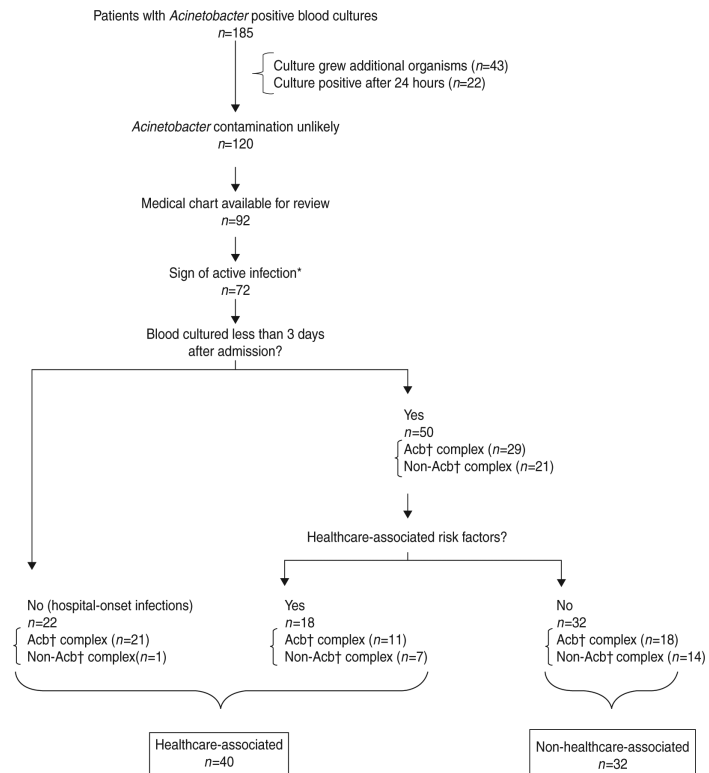 Patients wlth Acinetobacter positive blood cultures
n=185
Culture grew additional organisms (n=43)
Culture positive after 24 hours (n=22)
Acinetobacter contamination unlikely
n=120
Medical chart available for review
n=92
Sign of active infection*
n=72
Blood cultured less than 3 days
after admission?
Yes
n=50
Acb† complex (n=29)
Non-Acb† complex (n=21)
Healthcare-associated risk factors?
No (hospital-onset infections)
n=22
Acb† complex (n=21)
Non-Acb† complex(n=1)
Yes
n=18
Acb† complex (n=11)
Non-Acb† complex (n=7)
No
n=32
Acb† complex (n=18)
Non-Acb† complex (n=14)
Healthcare-associated
n=40
Non-healthcare-associated
n=32